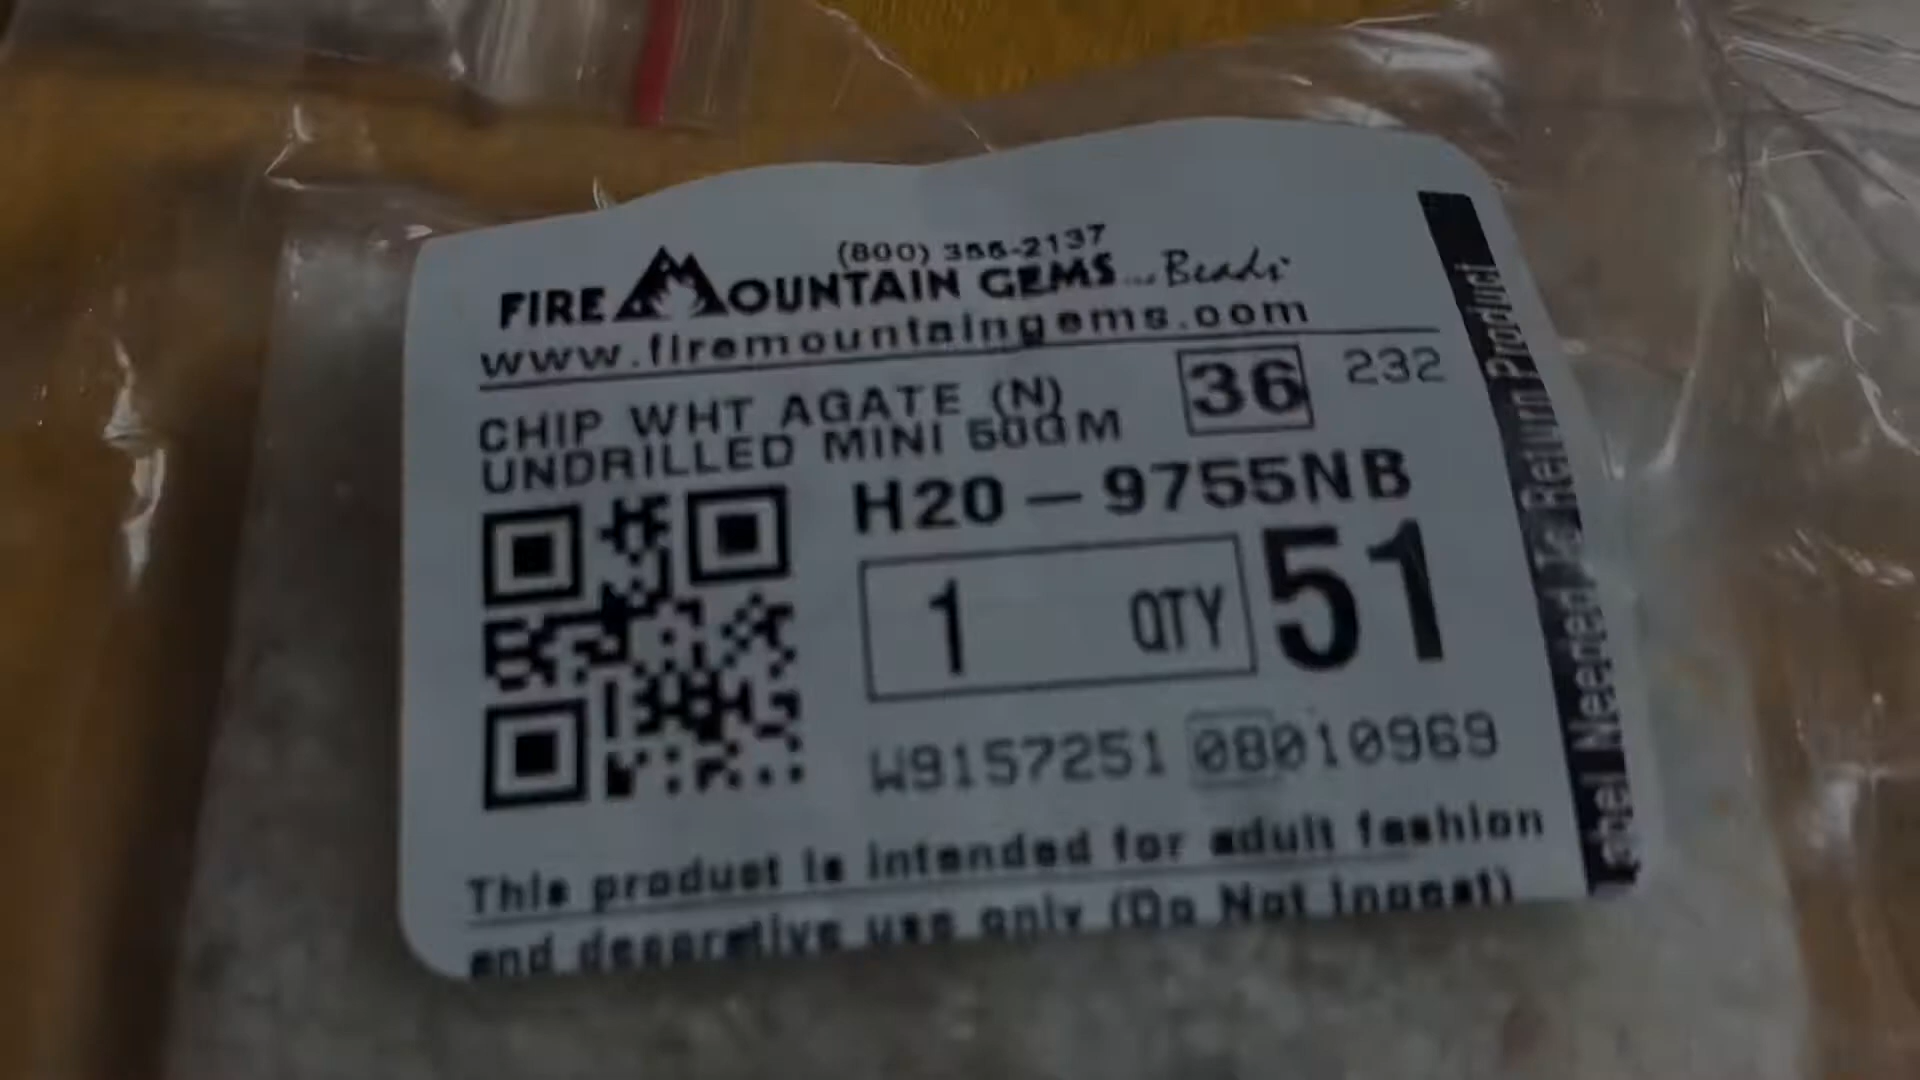 (800) 355-2137
FIRE MOUNTAIN GEMS ...Beads
www.firemountaingems.com
CHIP WHT AGATE (N) 36 232
UNDRILLED MINI 50GM
H20-9755NB
1 QTY 51
W9157251 08010969
This product is intended for adult fashion
and decorative use only (Do Not Ingest)
Label Needed To Return Product